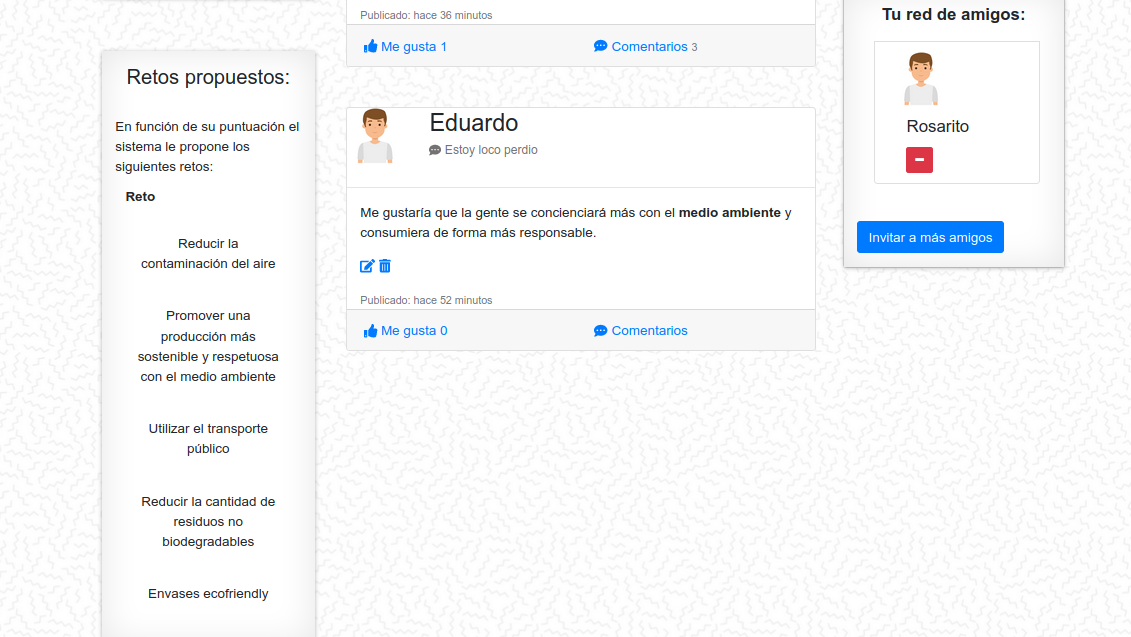 Retos propuestos:
En función de su puntuación el
sistema le propone los
siguientes retos:
Reto
Reducir la
contaminación del aire
Promover una
producción más
sostenible y respetuosa
con el medio ambiente
Utilizar el transporte
público
Reducir la cantidad de
residuos no
biodegradables
Envases ecofriendly
Publicado: hace 36 minutos
Me gusta 1
Comentarios 3
Eduardo
Estoy loco perdio
Me gustaría que la gente se concienciará más con el medio ambiente y
consumiera de forma más responsable.
Publicado: hace 52 minutos
Me gusta 0
Comentarios
Tu red de amigos:
Rosarito
Invitar a más amigos